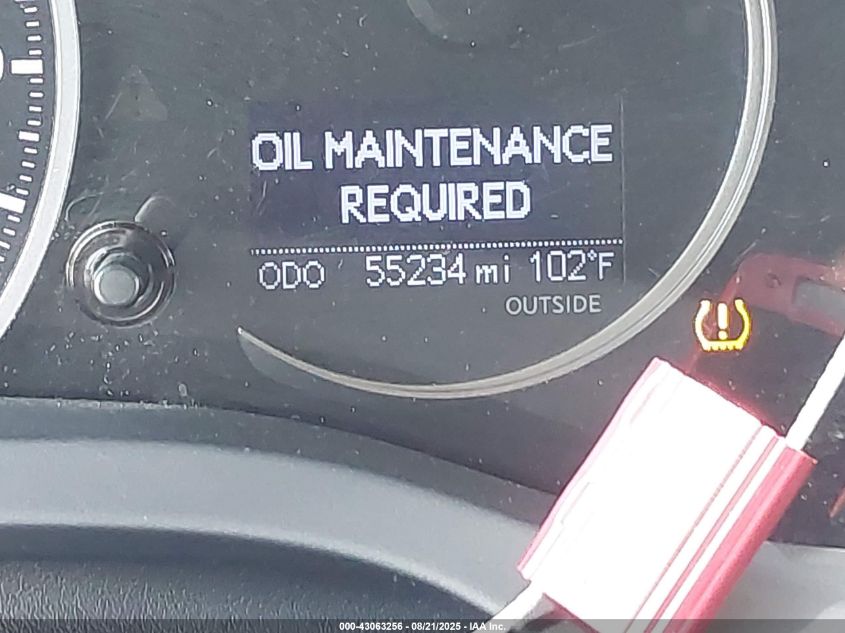 OIL MAINTENANCE
REQUIRED
ODO 55234 mi 102°F
OUTSIDE
000-43063256 - 08/21/2025 - IAA Inc.